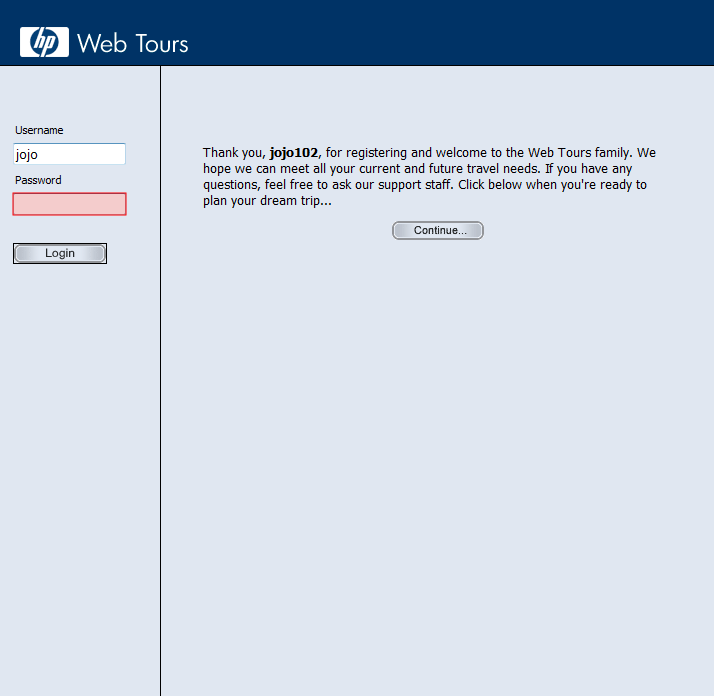 hp Web Tours
Username
jojo
Password
Login
Thank you, jojo102, for registering and welcome to the Web Tours family. We
hope we can meet all your current and future travel needs. If you have any
questions, feel free to ask our support staff. Click below when you're ready to
plan your dream trip...
Continue...